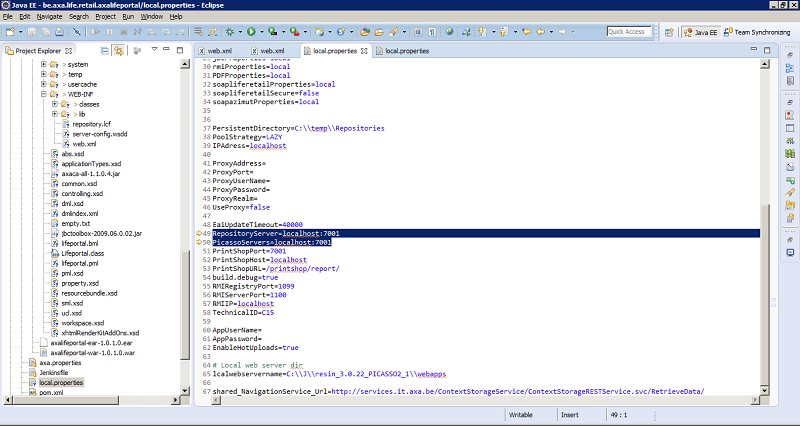 Java EE - be.axa.life.retail.axalifeportal/local.properties - Eclipse
File Edit Navigate Search Project Run Window Help
Quick Access
Java EE
Team Synchronizing
Project Explorer
> system
> temp
> usercache
> WEB-INF
> classes
> lib
repository.lcf
server-config.wsdd
web.xml
abs.xsd
applicationTypes.xsd
axaca-all-1.1.0.4.jar
common.xsd
controlling.xsd
dml.xsd
dmlindex.xml
empty.txt
jbctoolbox-2009.06.0.02.jar
lifeportal.bml
Lifeportal.class
lifeportal.pml
pml.xsd
property.xsd
resourcebundle.xsd
sml.xsd
ucl.xsd
workspace.xsd
xhtmlRenderKitAddOns.xsd
axalifeportal-ear-1.0.1.0.ear
axalifeportal-war-1.0.1.0.war
axa.properties
Jenkinsfile
local.properties
pom.xml
web.xml
web.xml
local.properties
local.properties
30 rmiProperties=local
31 PDFProperties=local
32 soapliferetailProperties=local
33 soapliferetailSecure=false
34 soapazimutProperties=local
35
36
37 PersistentDirectory=C:\\temp\\Repositories
38 PoolStrategy=LAZY
39 IPAdress=localhost
40
41 ProxyAddress=
42 ProxyPort=
43 ProxyUserName=
44 ProxyPassword=
45 ProxyRealm=
46 UseProxy=false
47
48 EaiUpdateTimeout=40000
49 RepositoryServer=localhost:7001
50 PicassoServers=localhost:7001
51 PrintShopPort=7001
52 PrintShopHost=localhost
53 PrintShopURL=/printshop/report/
54 build.debug=true
55 RMIRegistryPort=1099
56 RMIServerPort=1100
57 RMIIP=localhost
58 TechnicalID=C15
59
60 AppUserName=
61 AppPassword=
62 EnableHotUploads=true
63
64 # Local web server dir
65 localwebservername=C:\\J\\resin_3.0.22_PICASSO2_1\\webapps
66
67 shared_NavigationService_Url=http://services.it.axa.be/ContextStorageService/ContextStorageRESTService.svc/RetrieveData/
Writable
Insert
49 : 1